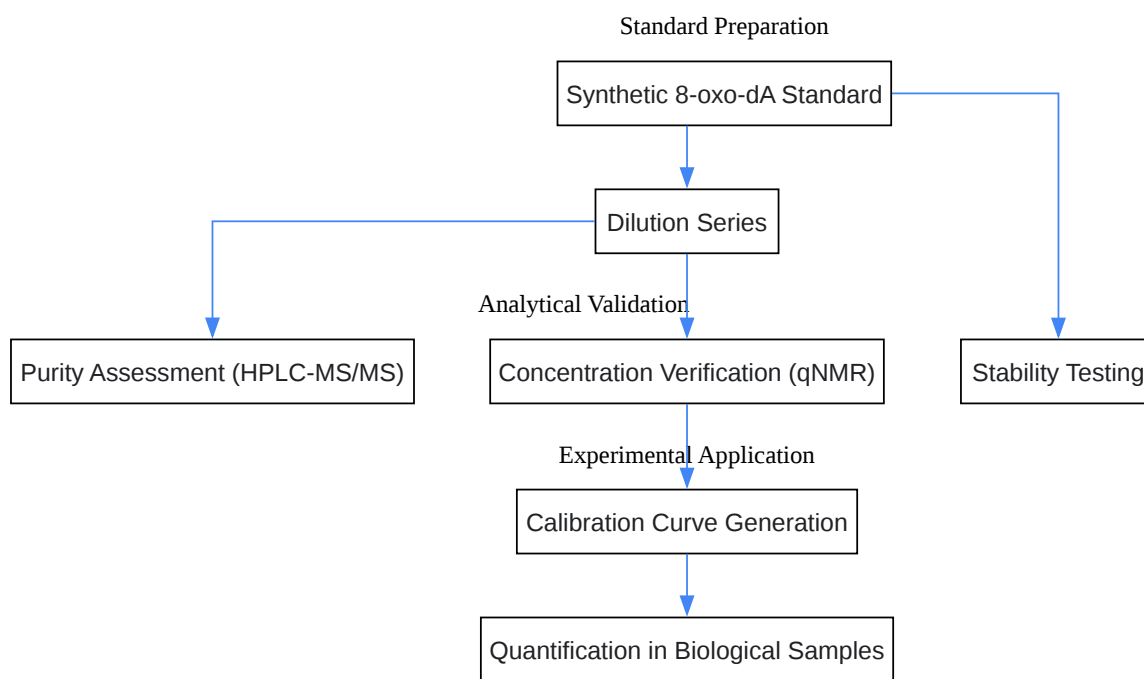 Standard Preparation
Synthetic 8-oxo-dA Standard
Dilution Series
Analytical Validation
Purity Assessment (HPLC-MS/MS)
Concentration Verification (qNMR)
Stability Testing
Experimental Application
Calibration Curve Generation
Quantification in Biological Samples